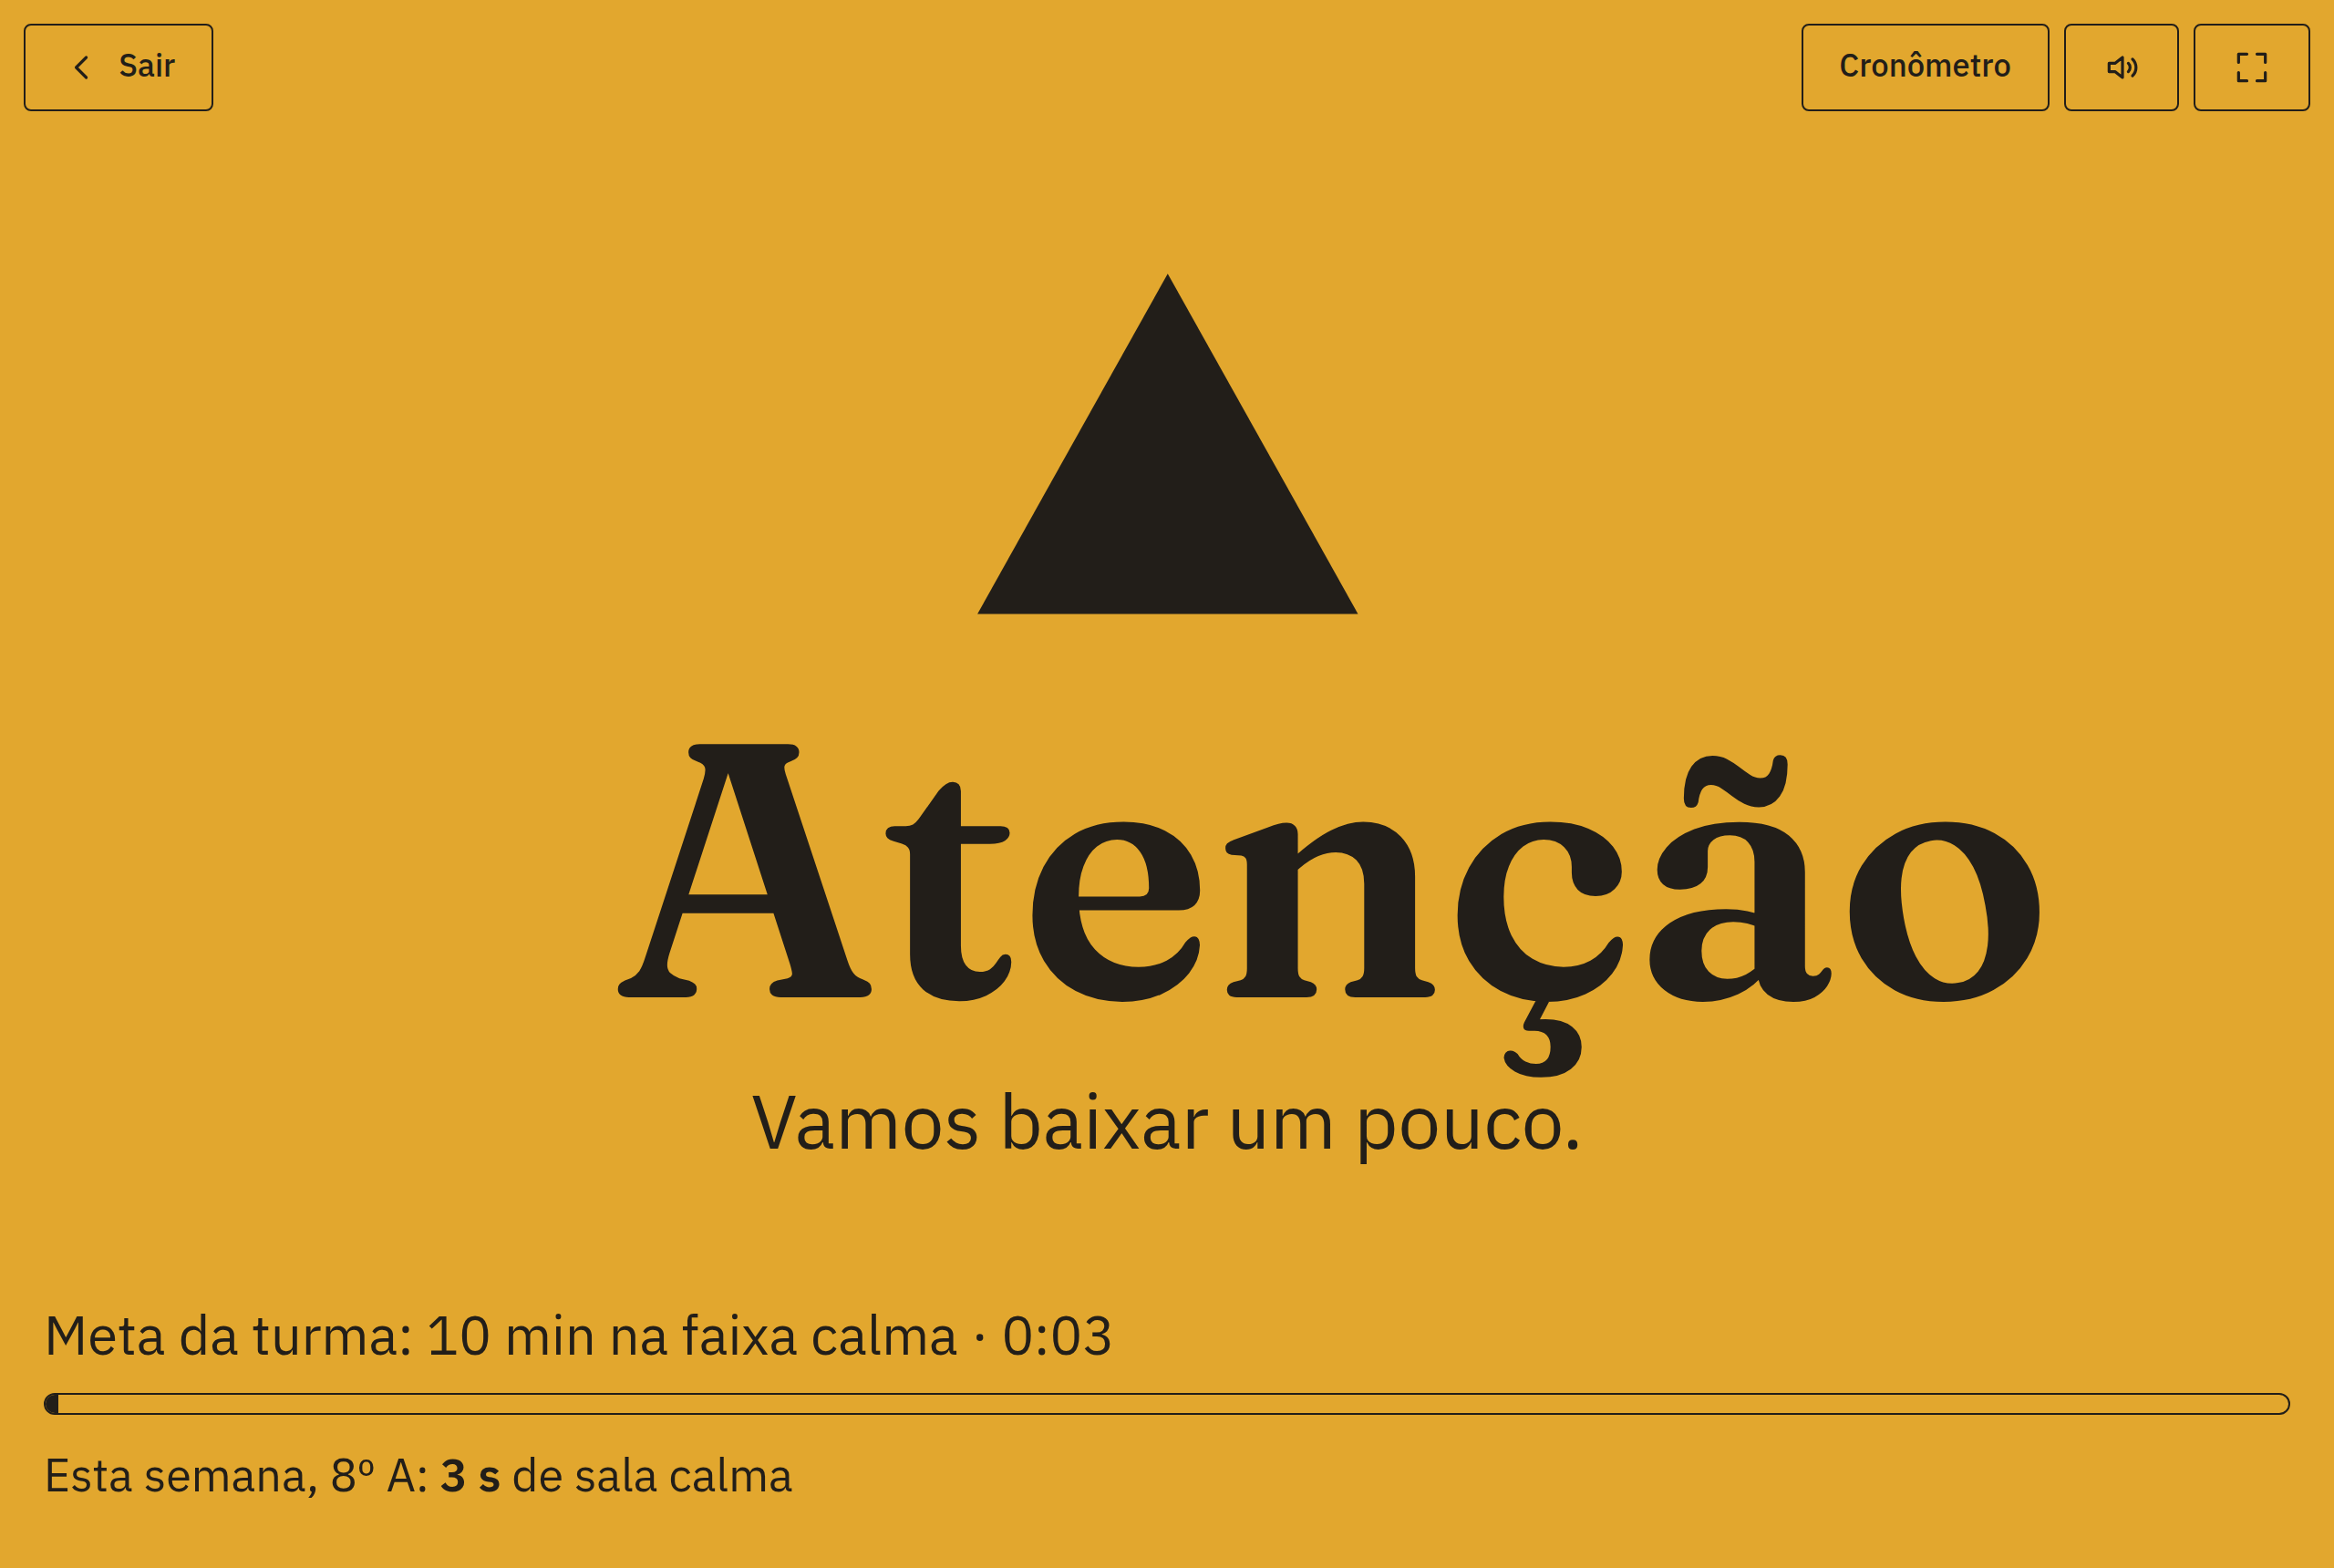 Sair
Cronômetro
Atenção
Vamos baixar um pouco.
Meta da turma: 10 min na faixa calma · 0:03
Esta semana, 8º A: 3 s de sala calma